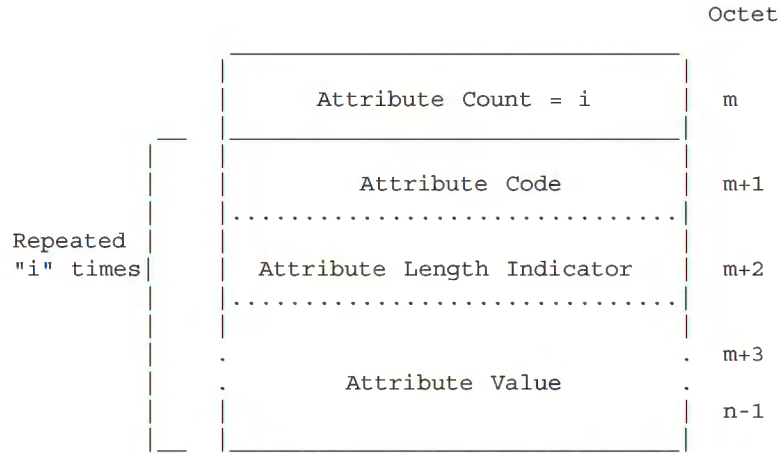 Octet
Attribute Count = i m
Attribute Code m+1
Repeated
"i" times Attribute Length Indicator m+2
m+3
Attribute Value
n-1